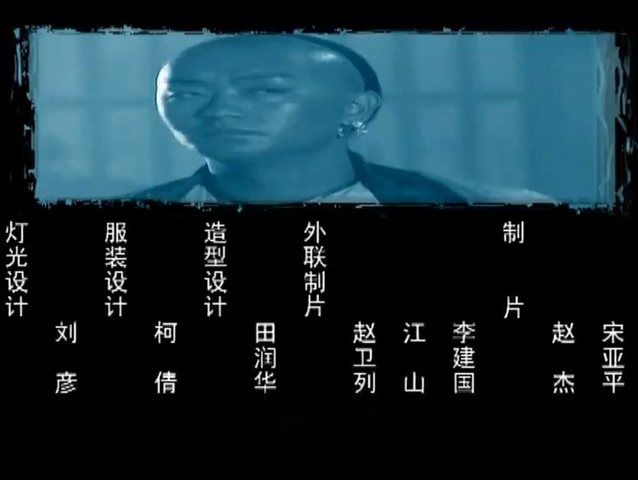 灯光设计
刘彦
服装设计
柯倩
造型设计
田润华
外联制片
赵卫列
江山
李建国
制片
赵杰
宋亚平